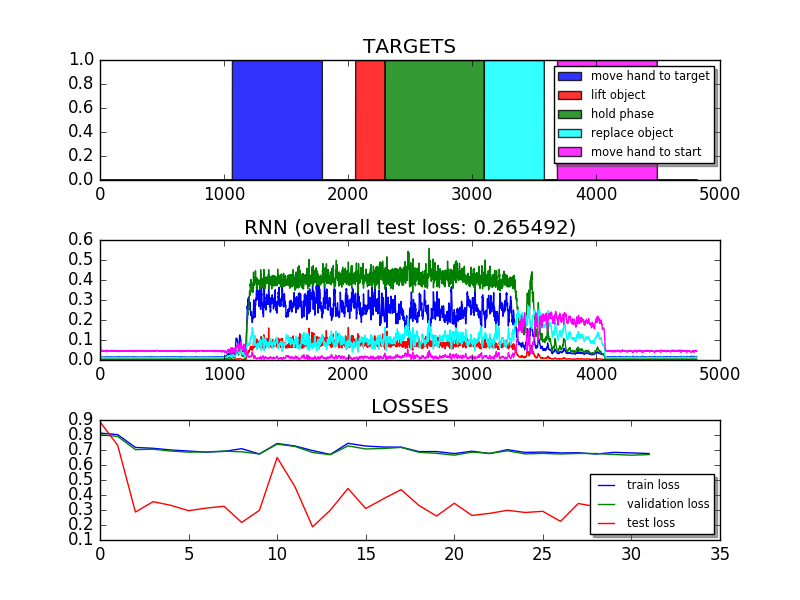 TARGETS
1.0
0.8
0.6
0.4
0.2
0.0
move hand to target
lift object
hold phase
replace object
move hand to start
0 1000 2000 3000 4000 5000
RNN (overall test loss: 0.265492)
0.6
0.5
0.4
0.3
0.2
0.1
0.0
0 1000 2000 3000 4000 5000
LOSSES
0.9
0.8
0.7
0.6
0.5
0.4
0.3
0.2
0.1
train loss
validation loss
test loss
0 5 10 15 20 25 30 35